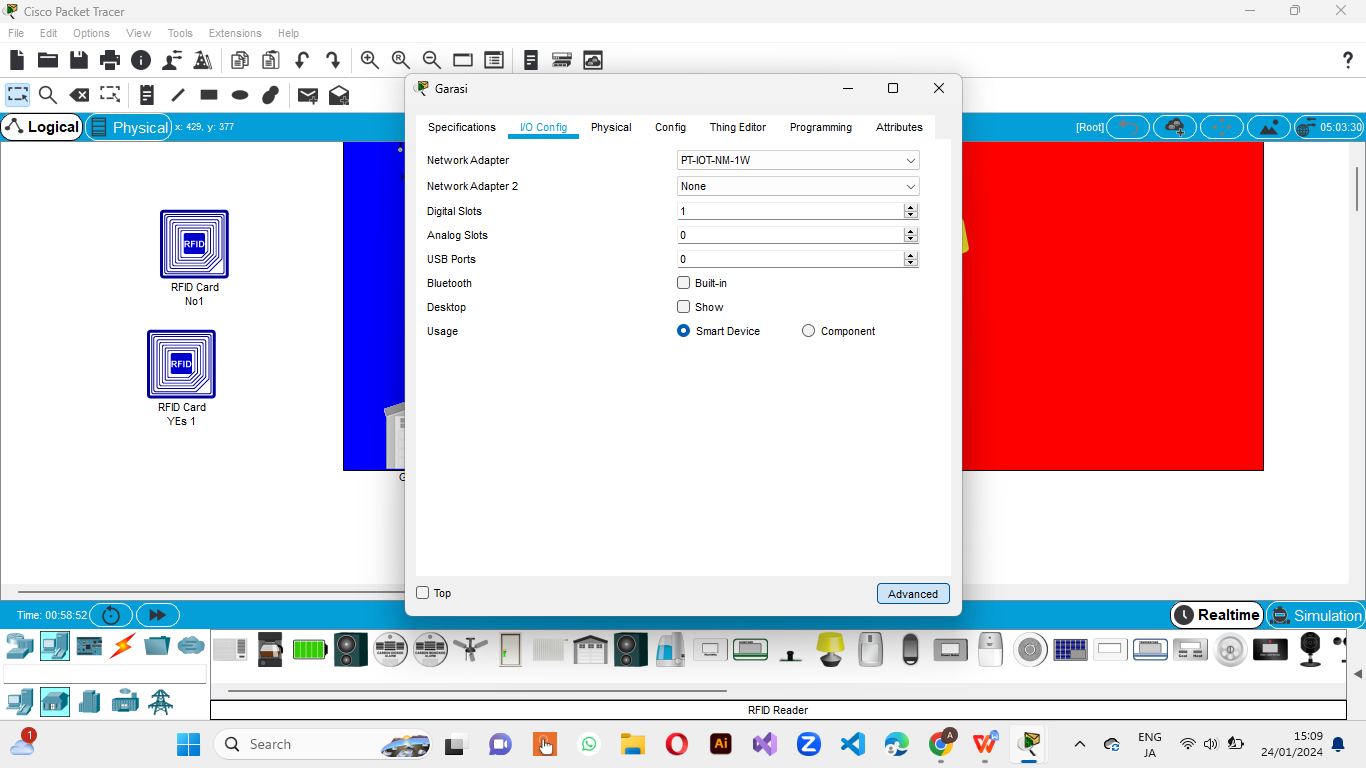 Cisco Packet Tracer
File Edit Options View Tools Extensions Help
Logical Physical x: 429, y: 377
[Root] 05:03:30
Garasi
Specifications I/O Config Physical Config Thing Editor Programming Attributes
Network Adapter PT-IOT-NM-1W
Network Adapter 2 None
Digital Slots 1
Analog Slots 0
USB Ports 0
Bluetooth Built-in
Desktop Show
Usage Smart Device Component
Top Advanced
RFID
RFID Card
No1
RFID
RFID Card
YEs 1
G
Time: 00:58:52
Realtime Simulation
RFID Reader
1
Search
Ai
A
ENG
JA
15:09
24/01/2024